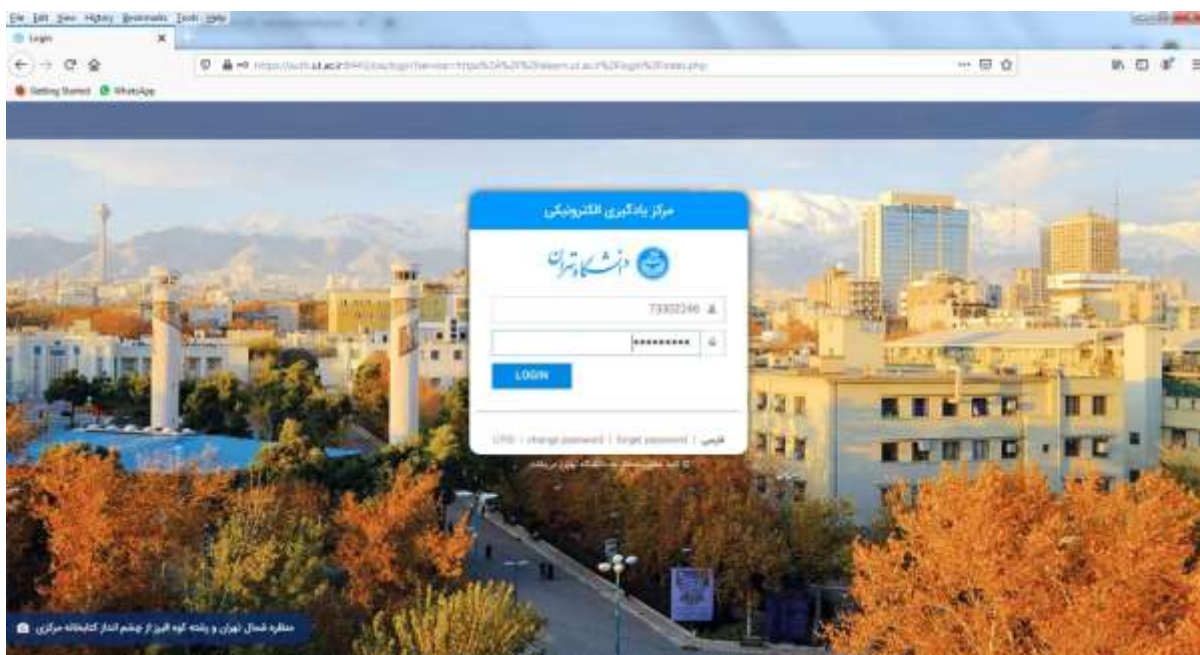 File Edit View History Bookmarks Tools Help
Login
Getting Started WhatsApp
مرکز یادگیری الکترونیکی
دانشگاه تهران
LOGIN
change password | forget password | فارسی
منظره شمال تهران و رشته کوه البرز از چشم انداز کتابخانه مرکزی